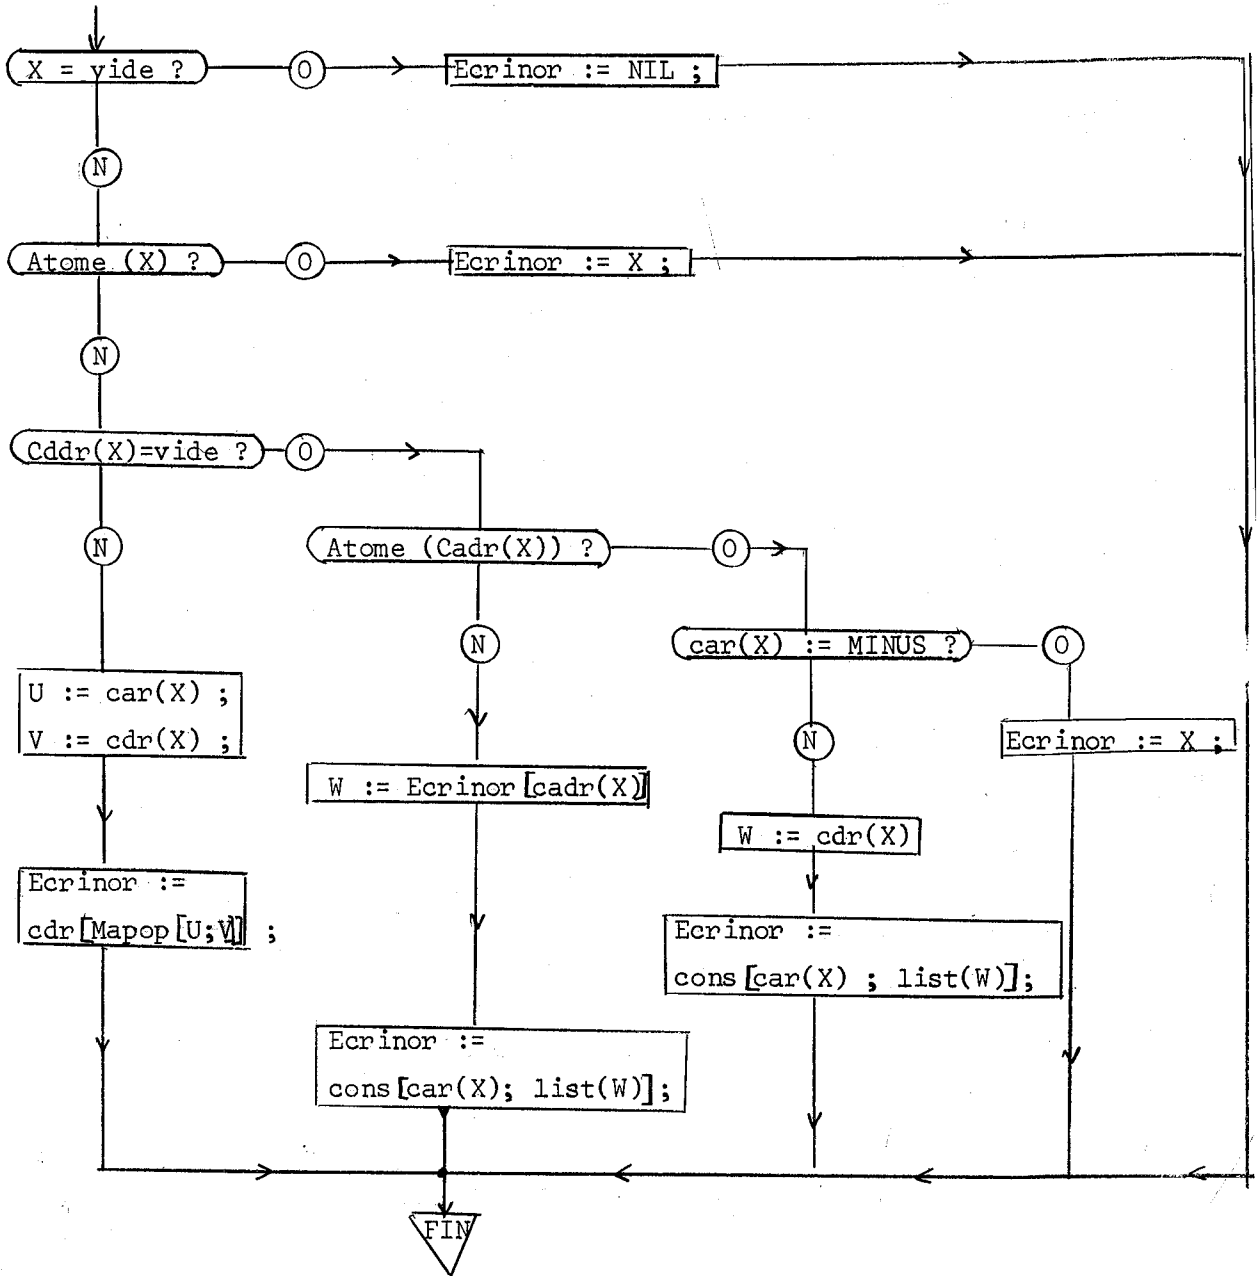 X = vide ?
O
Ecrinor := NIL ;
N
Atome (X) ?
O
Ecrinor := X ;
N
Cddr(X)=vide ?
O
N
Atome (Cadr(X)) ?
O
N
car(X) := MINUS ?
O
U := car(X) ;
V := cdr(X) ;
N
Ecrinor := X ;
W := Ecrinor[cadr(X)]
W := cdr(X)
Ecrinor :=
cdr[Mapop[U;V]] ;
Ecrinor :=
cons[car(X) ; list(W)];
Ecrinor :=
cons[car(X); list(W)];
FIN